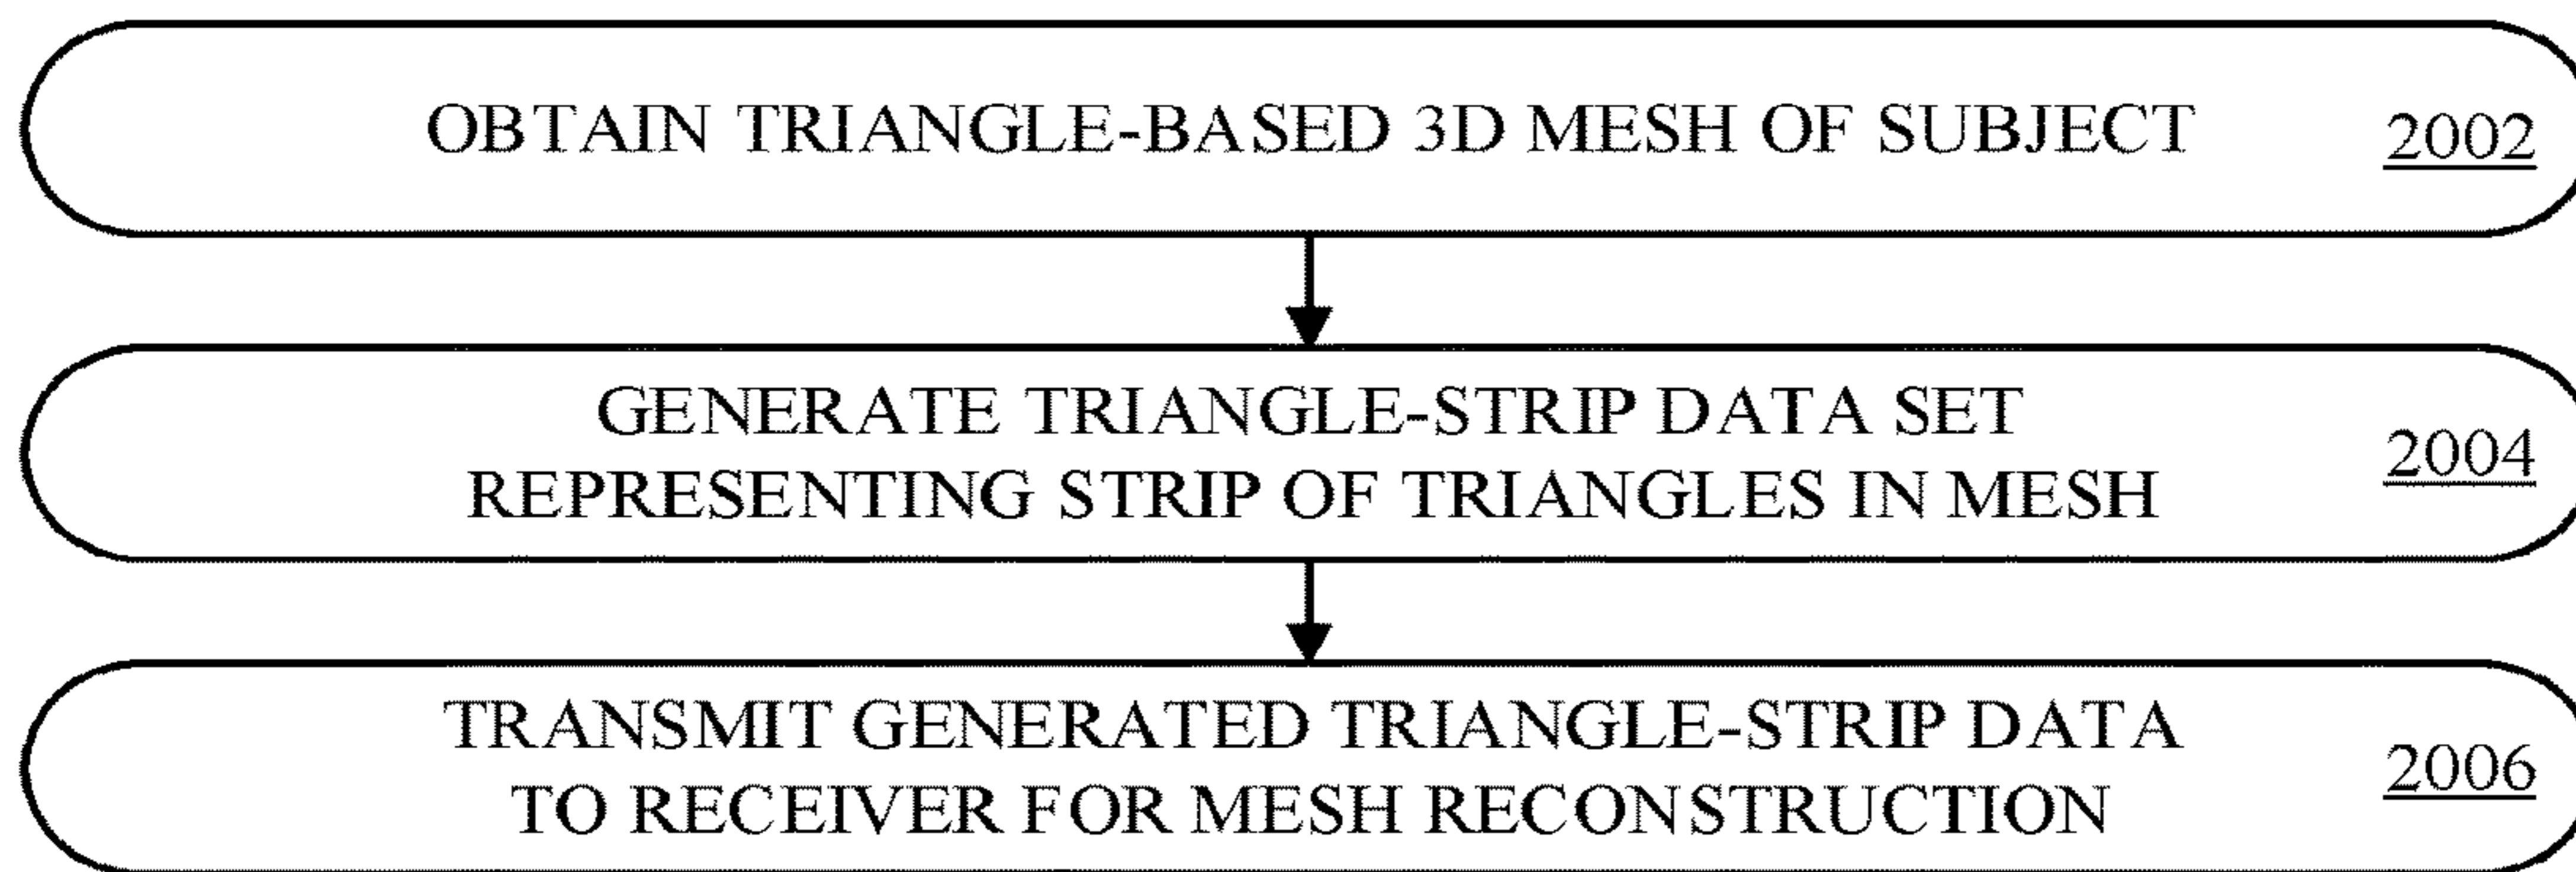 OBTAIN TRIANGLE-BASED 3D MESH OF SUBJECT 2002
GENERATE TRIANGLE-STRIP DATA SET
REPRESENTING STRIP OF TRIANGLES IN MESH 2004
TRANSMIT GENERATED TRIANGLE-STRIP DATA
TO RECEIVER FOR MESH RECONSTRUCTION 2006